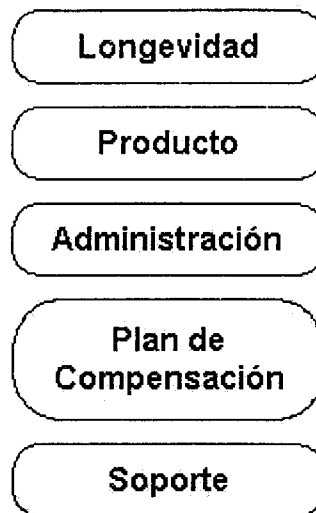 Longevidad
Producto
Administración
Plan de
Compensación
Soporte